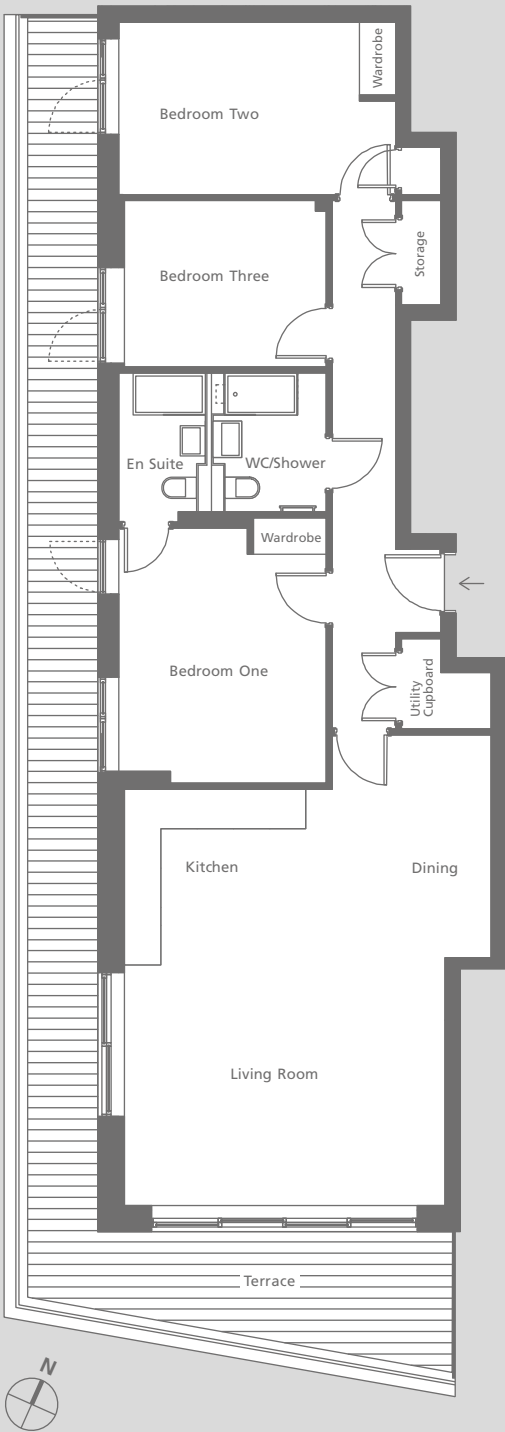 Wardrobe
Bedroom Two
Storage
Bedroom Three
En Suite
WC/Shower
Wardrobe
Bedroom One
Utility
Cupboard
Kitchen
Dining
Living Room
Terrace
N